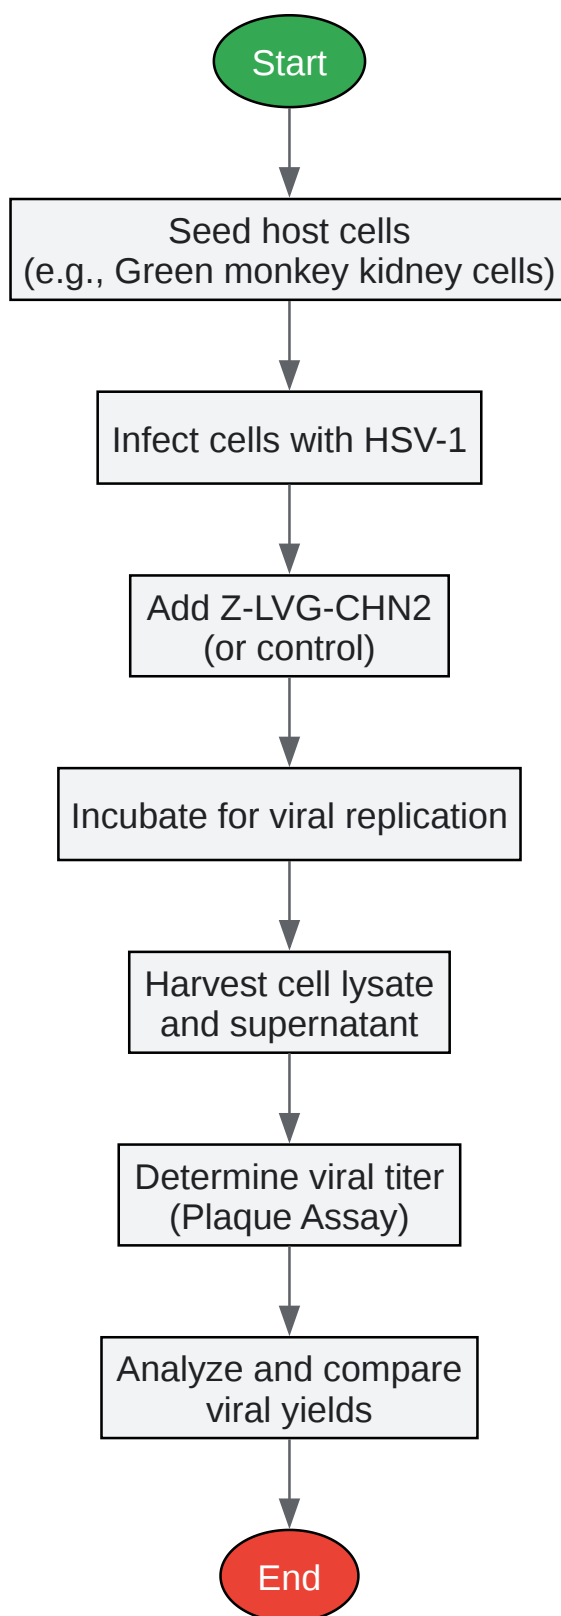 Start
Seed host cells
(e.g., Green monkey kidney cells)
Infect cells with HSV-1
Add Z-LVG-CHN2
(or control)
Incubate for viral replication
Harvest cell lysate
and supernatant
Determine viral titer
(Plaque Assay)
Analyze and compare
viral yields
End